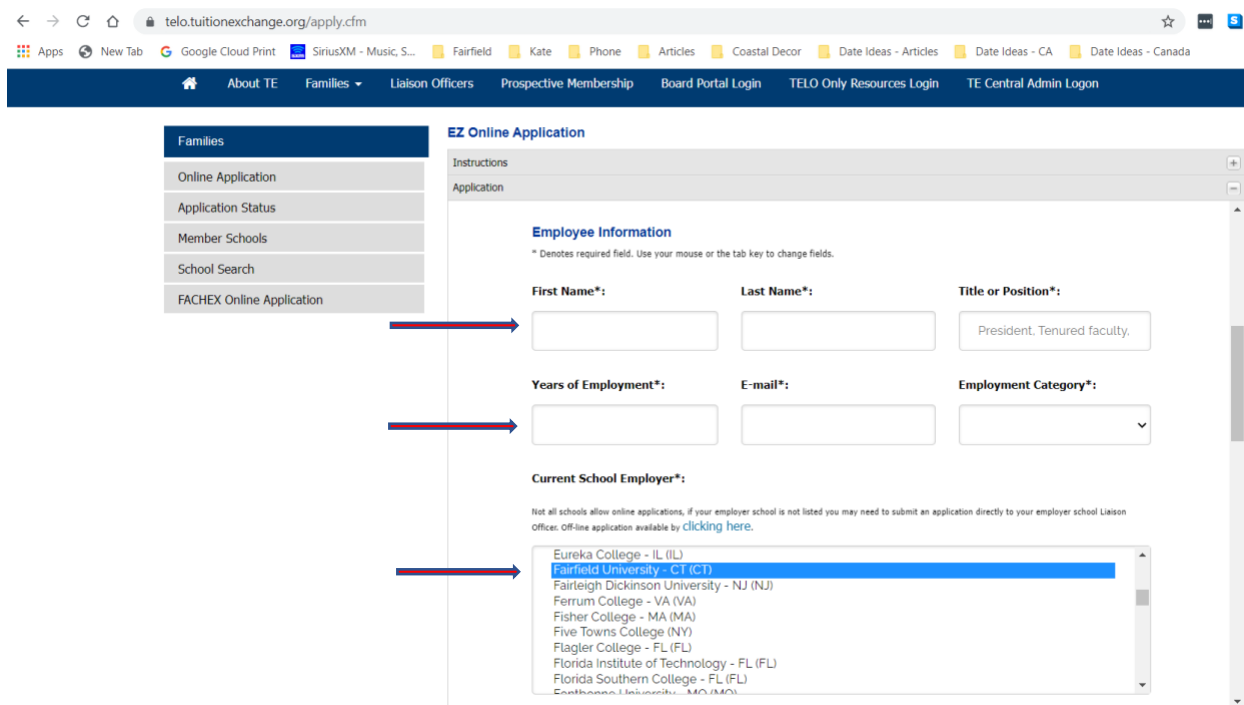 telo.tuitionexchange.org/apply.cfm
Apps New Tab Google Cloud Print SiriusXM - Music, S... Fairfield Kate Phone Articles Coastal Decor Date Ideas - Articles Date Ideas - CA Date Ideas - Canada
About TE Families Liaison Officers Prospective Membership Board Portal Login TELO Only Resources Login TE Central Admin Logon
Families
Online Application
Application Status
Member Schools
School Search
FACHEX Online Application
EZ Online Application
Instructions
Application
Employee Information
* Denotes required field. Use your mouse or the tab key to change fields.
First Name*: Last Name*: Title or Position*:
President, Tenured faculty,
Years of Employment*: E-mail*: Employment Category*:
Current School Employer*:
Not all schools allow online applications, if your employer school is not listed you may need to submit an application directly to your employer school Liaison
Officer. Off-line application available by clicking here.
Eureka College - IL (IL)
Fairfield University - CT (CT)
Fairleigh Dickinson University - NJ (NJ)
Ferrum College - VA (VA)
Fisher College - MA (MA)
Five Towns College (NY)
Flagler College - FL (FL)
Florida Institute of Technology - FL (FL)
Florida Southern College - FL (FL)
Fontbonne University - MO (MO)